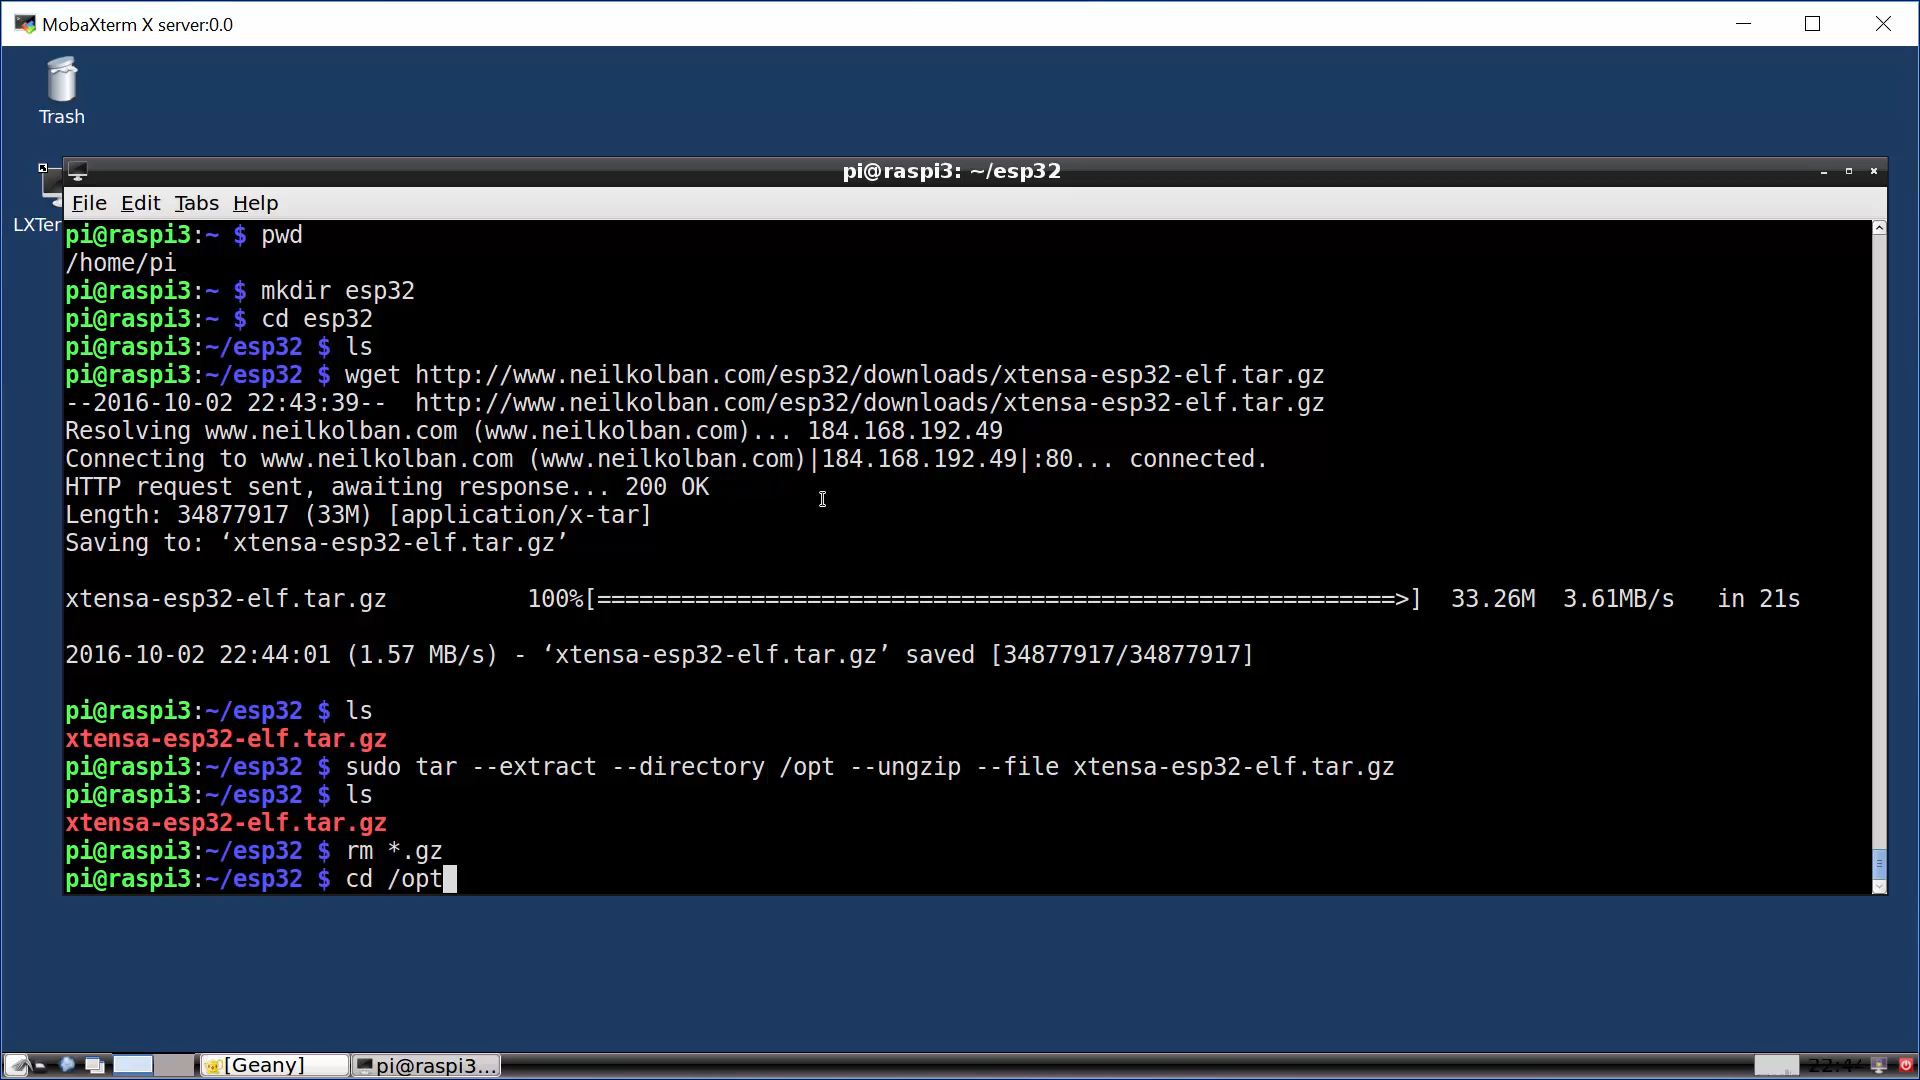 MobaXterm X server:0.0
Trash
LXTer
pi@raspi3: ~/esp32
File Edit Tabs Help
pi@raspi3:~ $ pwd
/home/pi
pi@raspi3:~ $ mkdir esp32
pi@raspi3:~ $ cd esp32
pi@raspi3:~/esp32 $ ls
pi@raspi3:~/esp32 $ wget http://www.neilkolban.com/esp32/downloads/xtensa-esp32-elf.tar.gz
--2016-10-02 22:43:39--  http://www.neilkolban.com/esp32/downloads/xtensa-esp32-elf.tar.gz
Resolving www.neilkolban.com (www.neilkolban.com)... 184.168.192.49
Connecting to www.neilkolban.com (www.neilkolban.com)|184.168.192.49|:80... connected.
HTTP request sent, awaiting response... 200 OK
Length: 34877917 (33M) [application/x-tar]
Saving to: ‘xtensa-esp32-elf.tar.gz’
xtensa-esp32-elf.tar.gz 100%[=========================================================>] 33.26M 3.61MB/s in 21s
2016-10-02 22:44:01 (1.57 MB/s) - ‘xtensa-esp32-elf.tar.gz’ saved [34877917/34877917]
pi@raspi3:~/esp32 $ ls
xtensa-esp32-elf.tar.gz
pi@raspi3:~/esp32 $ sudo tar --extract --directory /opt --ungzip --file xtensa-esp32-elf.tar.gz
pi@raspi3:~/esp32 $ ls
xtensa-esp32-elf.tar.gz
pi@raspi3:~/esp32 $ rm *.gz
pi@raspi3:~/esp32 $ cd /opt
[Geany]
pi@raspi3...